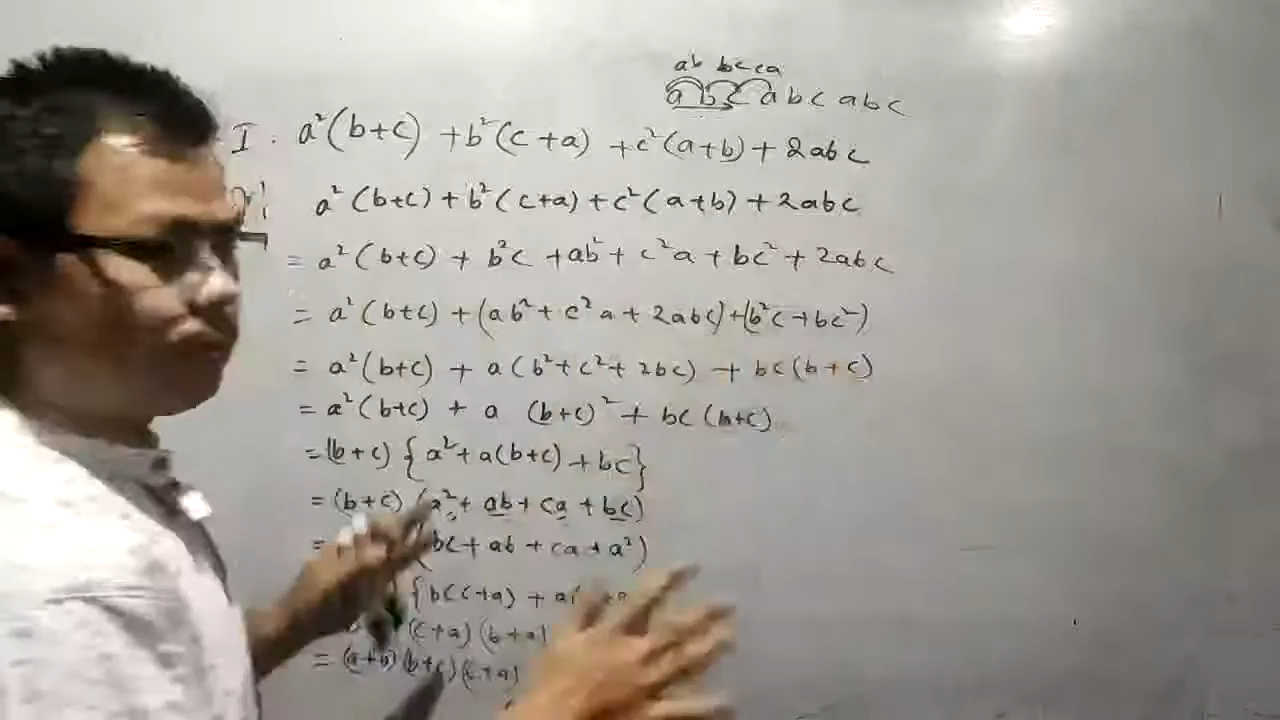 ab bc ca
a b c a b c a b c
I. a²(b+c) + b²(c+a) + c²(a+b) + 2abc
a²(b+c) + b²(c+a) + c²(a+b) + 2abc
= a²(b+c) + b²c + ab² + c²a + bc² + 2abc
= a²(b+c) + (ab² + c²a + 2abc) + (b²c + bc²)
= a²(b+c) + a(b² + c² + 2bc) + bc(b+c)
= a²(b+c) + a (b+c)² + bc(b+c)
= (b+c) {a² + a(b+c) + bc}
= (b+c) (a² + ab + ca + bc)
= (bc + ab + ca + a²)
{b(c+a) + a(
(c+a)(b+a)
= (a+b)(b+c)(c+a)